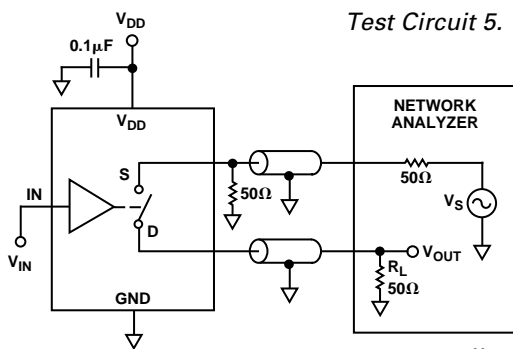 Test Circuit 5.
V_DD
0.1μF
V_DD
NETWORK
ANALYZER
S
IN
50Ω
50Ω
V_S
D
V_IN
V_OUT
R_L
50Ω
GND